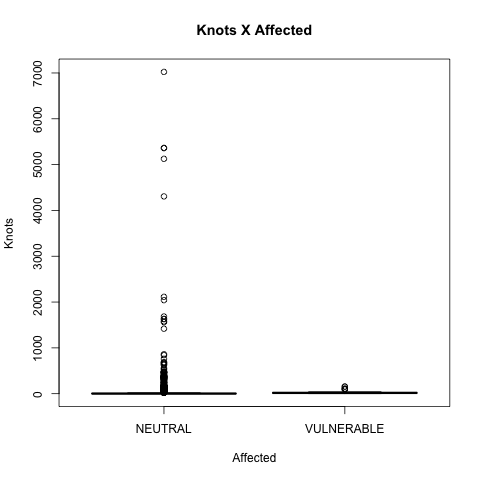 Knots X Affected
7000
6000
5000
4000
3000
2000
1000
0
Knots
NEUTRAL
VULNERABLE
Affected